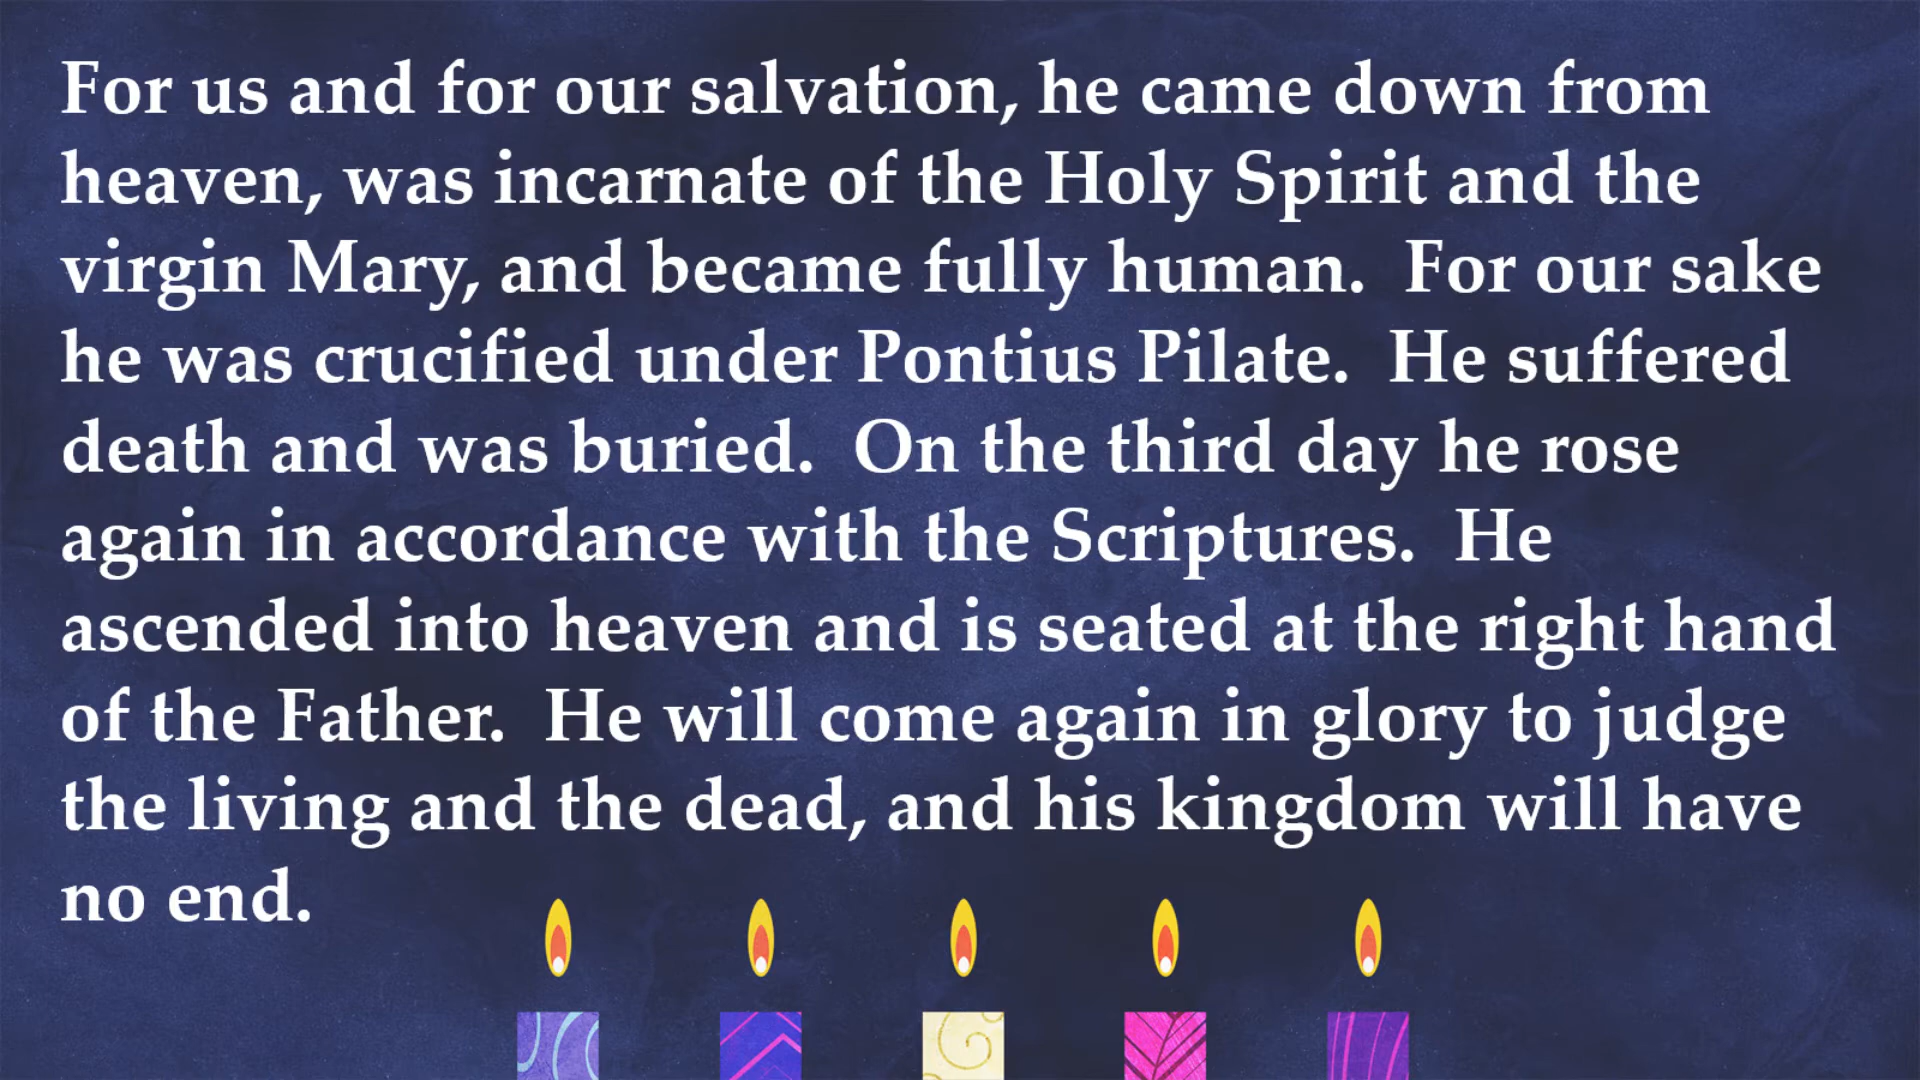 For us and for our salvation, he came down from
heaven, was incarnate of the Holy Spirit and the
virgin Mary, and became fully human.  For our sake
he was crucified under Pontius Pilate.  He suffered
death and was buried.  On the third day he rose
again in accordance with the Scriptures.  He
ascended into heaven and is seated at the right hand
of the Father.  He will come again in glory to judge
the living and the dead, and his kingdom will have
no end.